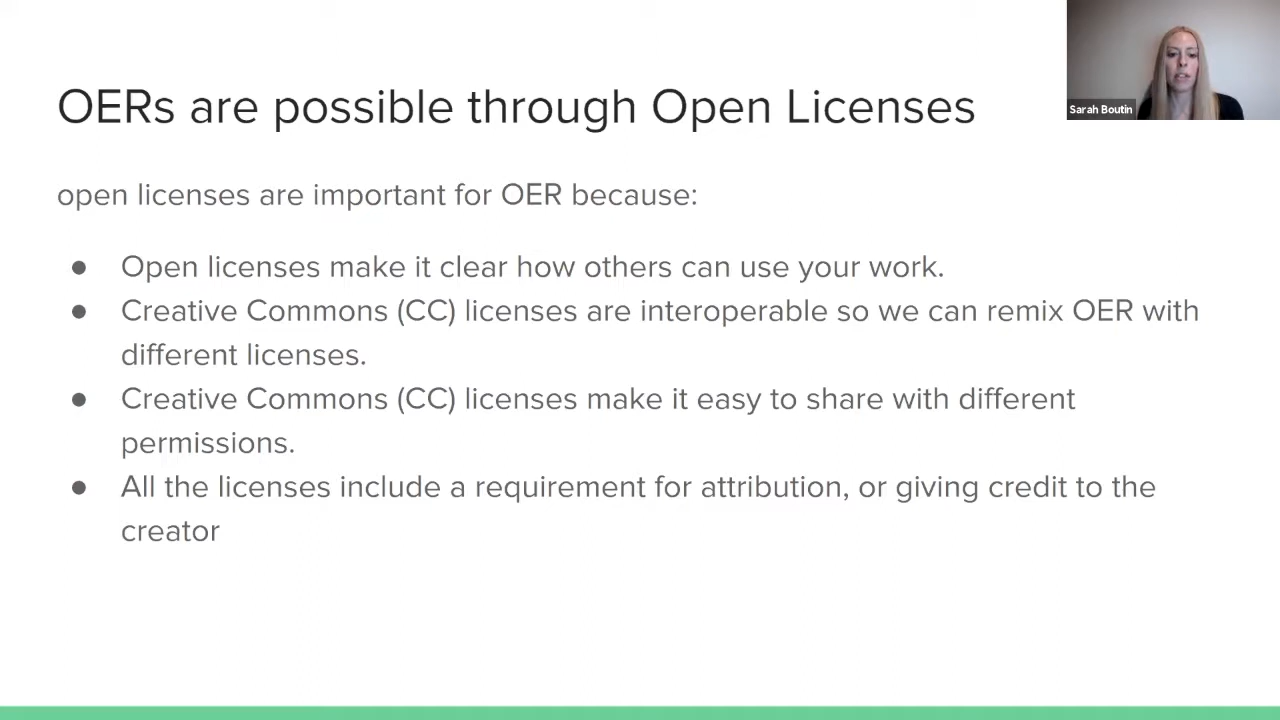 OERs are possible through Open Licenses
Sarah Boutin
open licenses are important for OER because:
● Open licenses make it clear how others can use your work.
● Creative Commons (CC) licenses are interoperable so we can remix OER with
different licenses.
● Creative Commons (CC) licenses make it easy to share with different
permissions.
● All the licenses include a requirement for attribution, or giving credit to the
creator